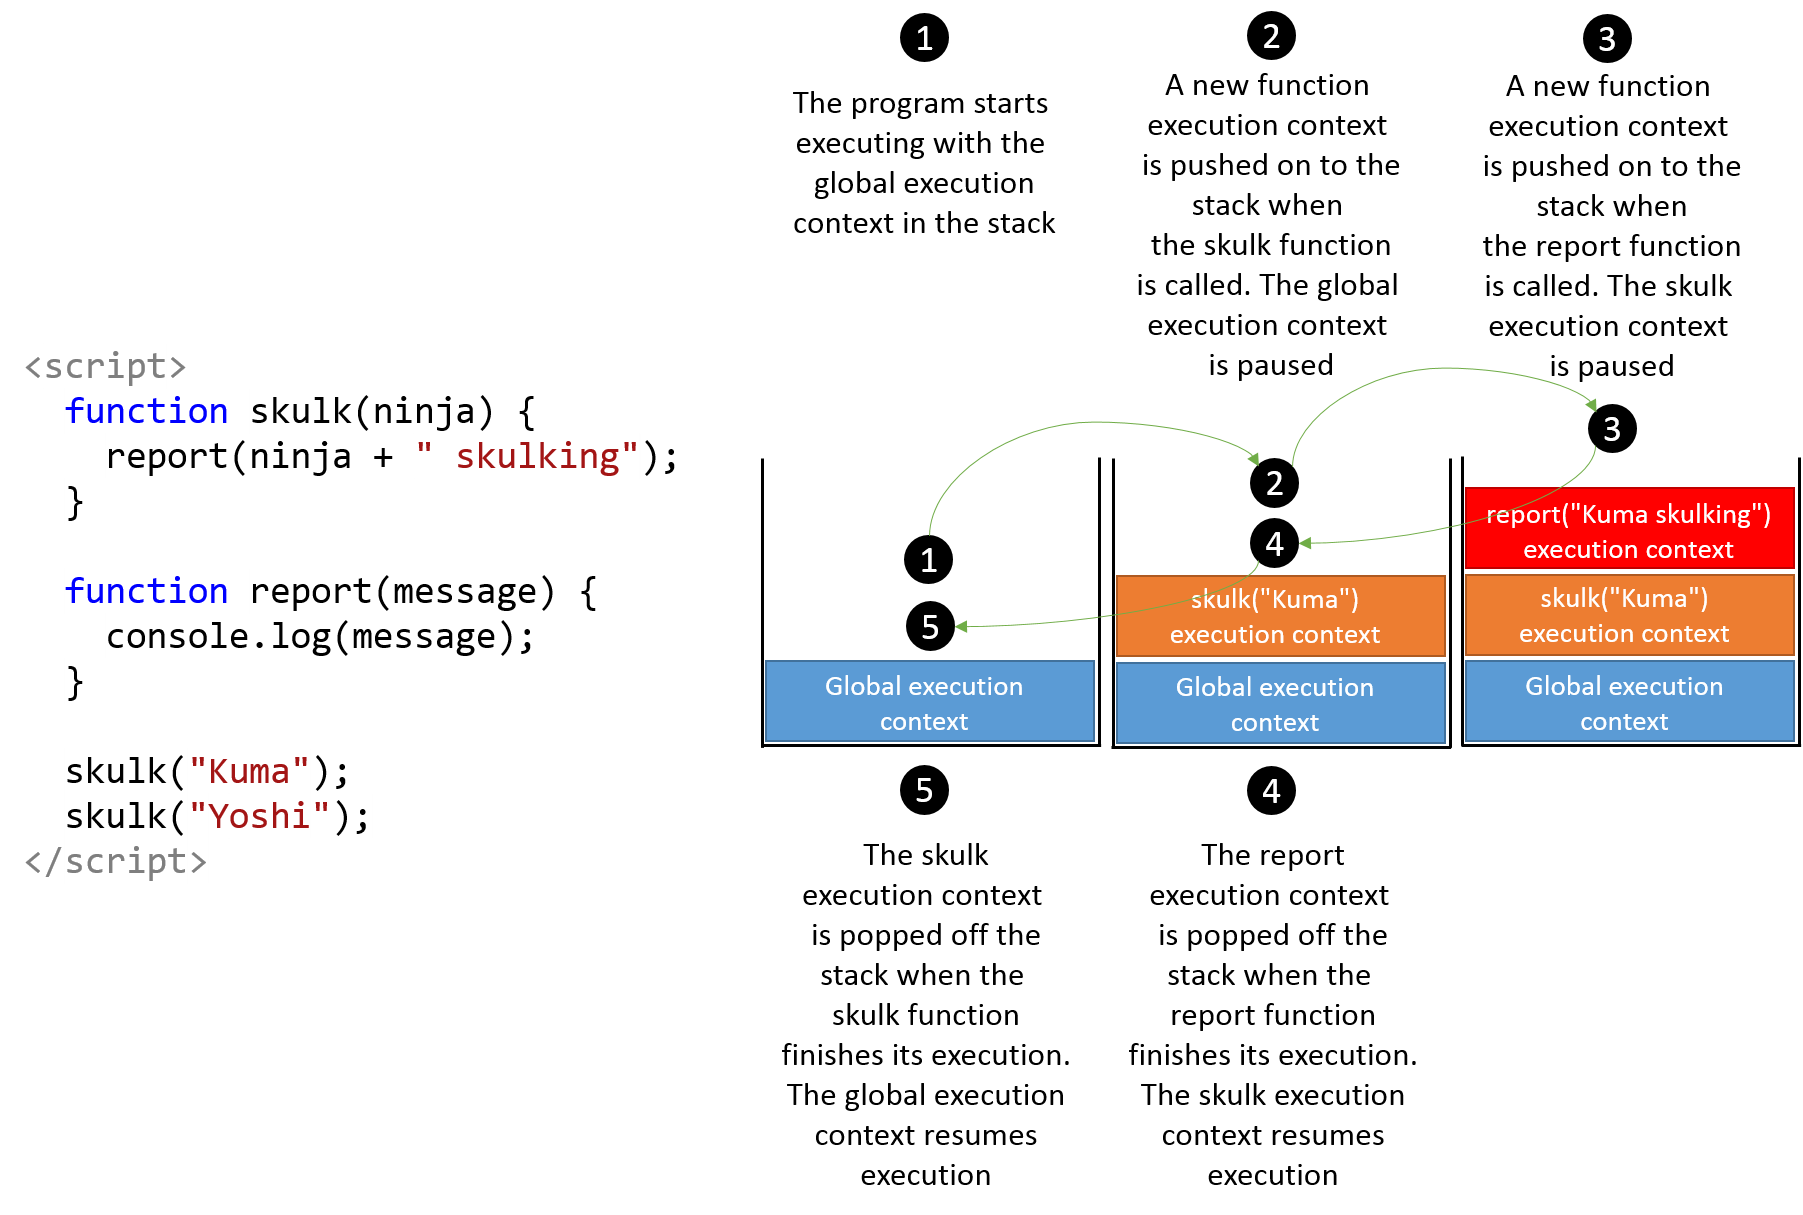 <script>
function skulk(ninja) {
report(ninja + " skulking");
}
function report(message) {
console.log(message);
}
skulk("Kuma");
skulk("Yoshi");
</script>
1
The program starts
executing with the
global execution
context in the stack
2
A new function
execution context
is pushed on to the
stack when
the skulk function
is called. The global
execution context
is paused
3
A new function
execution context
is pushed on to the
stack when
the report function
is called. The skulk
execution context
is paused
1
5
Global execution
context
2
4
skulk("Kuma")
execution context
Global execution
context
3
report("Kuma skulking")
execution context
skulk("Kuma")
execution context
Global execution
context
5
The skulk
execution context
is popped off the
stack when the
skulk function
finishes its execution.
The global execution
context resumes
execution
4
The report
execution context
is popped off the
stack when the
report function
finishes its execution.
The skulk execution
context resumes
execution